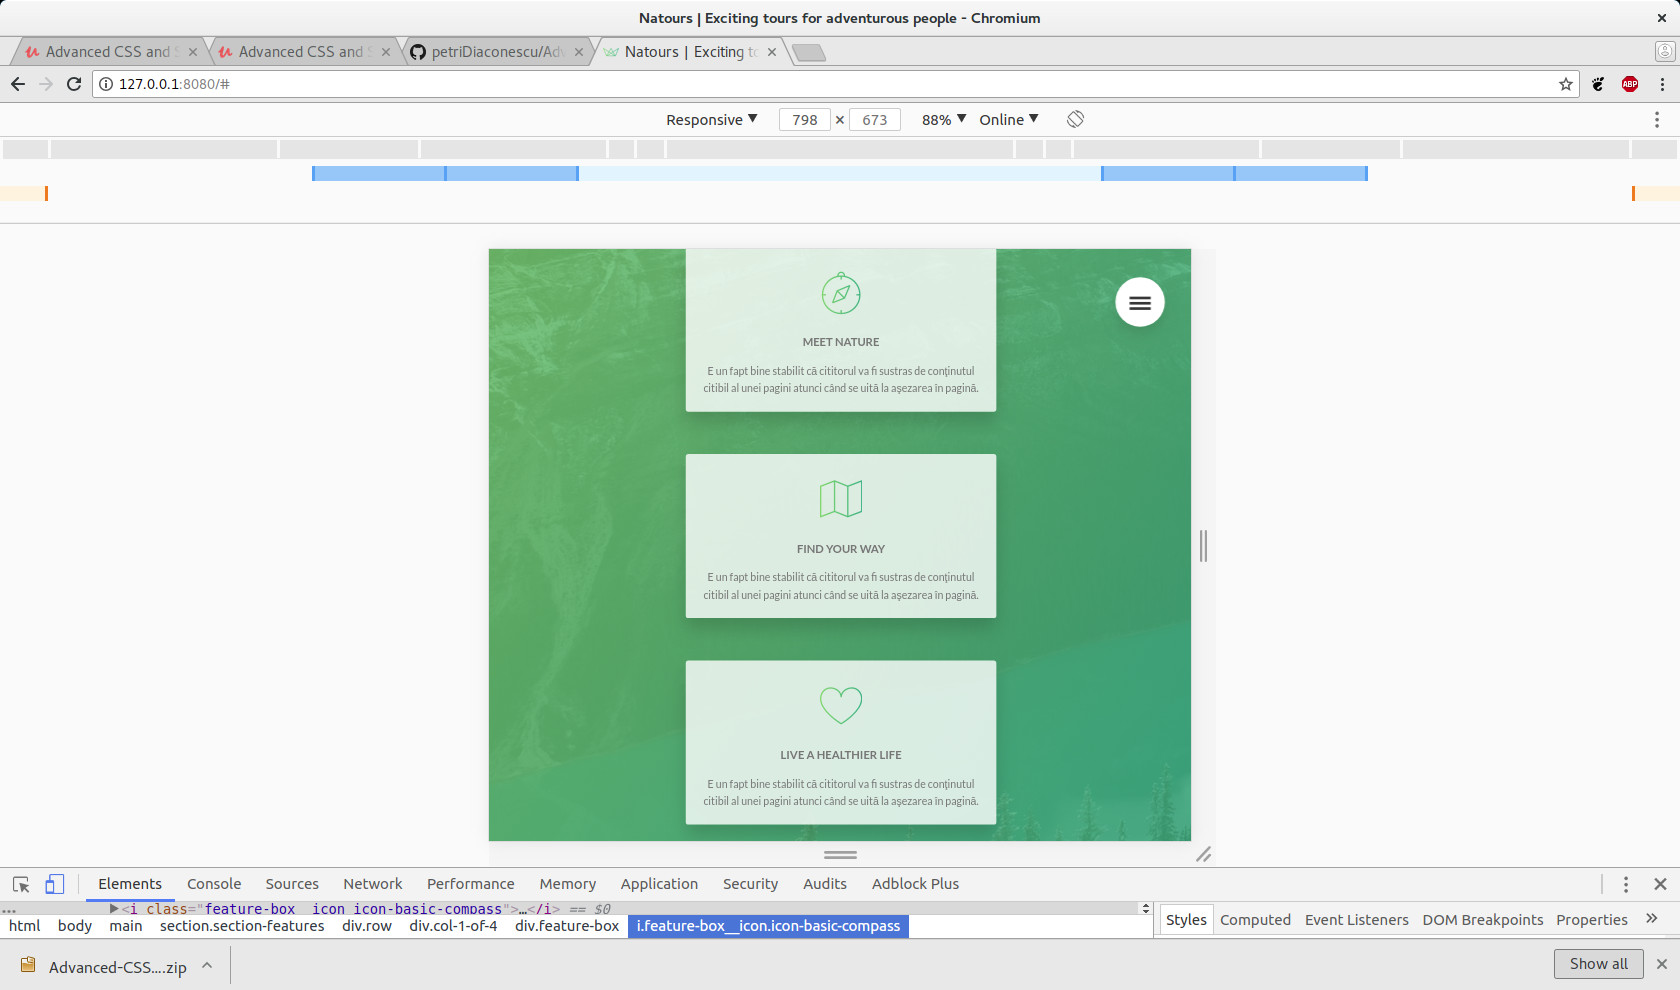 Natours | Exciting tours for adventurous people - Chromium
Advanced CSS and S
Advanced CSS and S
petriDiaconescu/Adv
Natours | Exciting to
127.0.0.1:8080/#
ABP
Responsive
798 × 673
88%
Online
MEET NATURE
E un fapt bine stabilit că cititorul va fi sustras de conținutul
citibil al unei pagini atunci când se uită la așezarea în pagină.
FIND YOUR WAY
E un fapt bine stabilit că cititorul va fi sustras de conținutul
citibil al unei pagini atunci când se uită la așezarea în pagină.
LIVE A HEALTHIER LIFE
E un fapt bine stabilit că cititorul va fi sustras de conținutul
citibil al unei pagini atunci când se uită la așezarea în pagină.
Elements Console Sources Network Performance Memory Application Security Audits Adblock Plus
… <i class="feature-box__icon icon-basic-compass">…</i> == $0
html body main section.section-features div.row div.col-1-of-4 div.feature-box i.feature-box__icon.icon-basic-compass
Styles Computed Event Listeners DOM Breakpoints Properties »
Advanced-CSS….zip
Show all